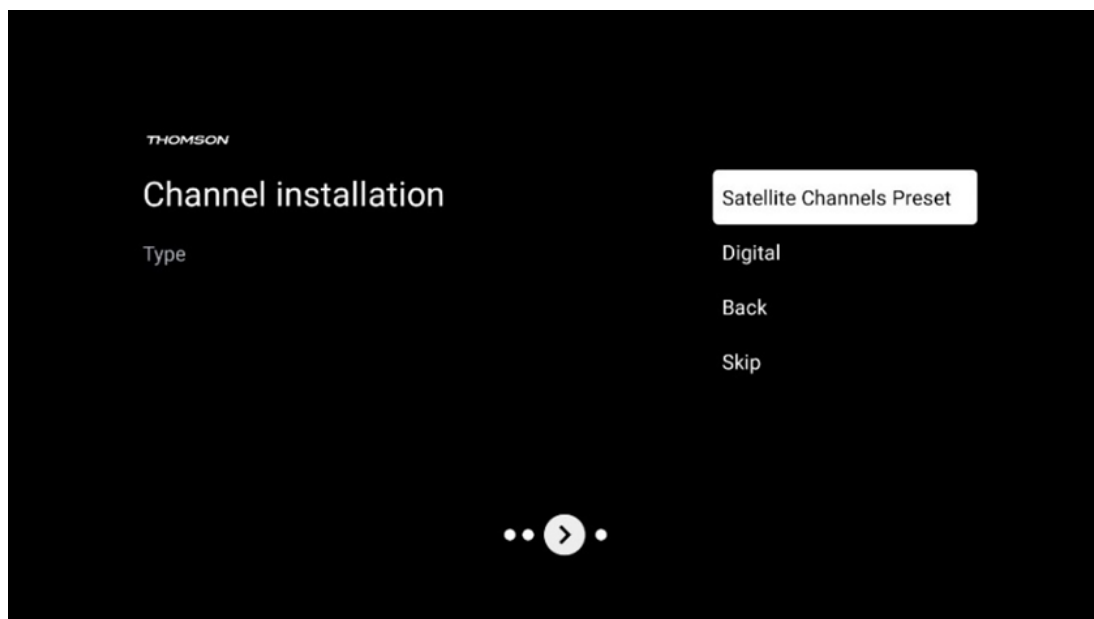 THOMSON
Channel installation
Type
Satellite Channels Preset
Digital
Back
Skip